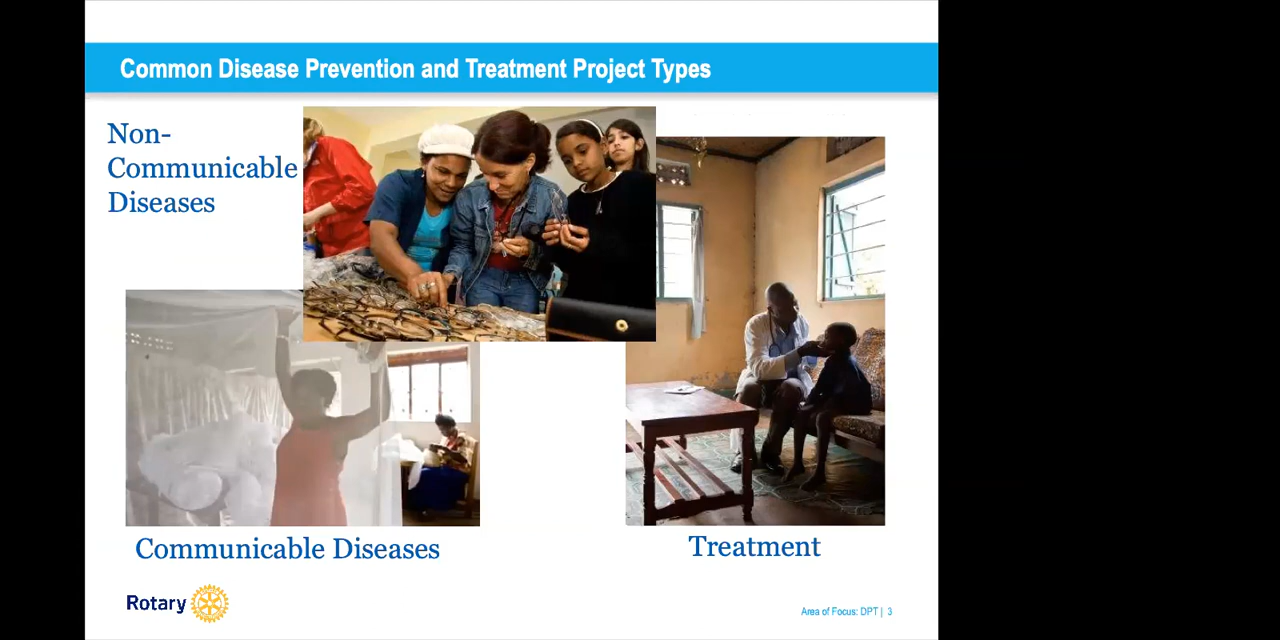 Common Disease Prevention and Treatment Project Types
Non-
Communicable
Diseases
Communicable Diseases
Treatment
Rotary
Area of Focus: DPT | 3